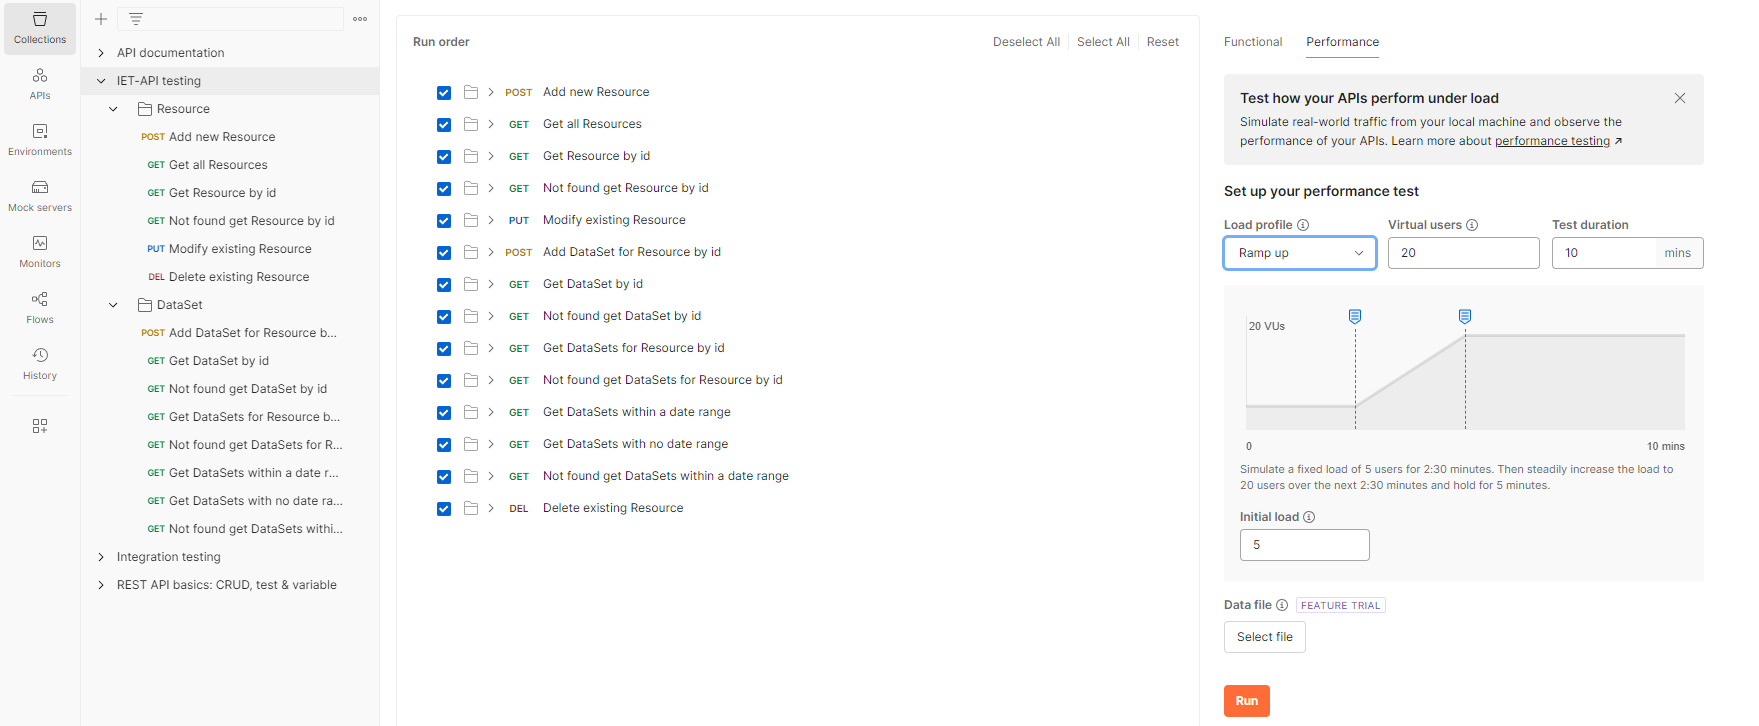 Collections
APIs
Environments
Mock servers
Monitors
Flows
History
API documentation
IET-API testing
Resource
POST Add new Resource
GET Get all Resources
GET Get Resource by id
GET Not found get Resource by id
PUT Modify existing Resource
DEL Delete existing Resource
DataSet
POST Add DataSet for Resource b...
GET Get DataSet by id
GET Not found get DataSet by id
GET Get DataSets for Resource b...
GET Not found get DataSets for R...
GET Get DataSets within a date r...
GET Get DataSets with no date ra...
GET Not found get DataSets withi...
Integration testing
REST API basics: CRUD, test & variable
Run order
Deselect All Select All Reset
POST Add new Resource
GET Get all Resources
GET Get Resource by id
GET Not found get Resource by id
PUT Modify existing Resource
POST Add DataSet for Resource by id
GET Get DataSet by id
GET Not found get DataSet by id
GET Get DataSets for Resource by id
GET Not found get DataSets for Resource by id
GET Get DataSets within a date range
GET Get DataSets with no date range
GET Not found get DataSets within a date range
DEL Delete existing Resource
Functional Performance
Test how your APIs perform under load
Simulate real-world traffic from your local machine and observe the
performance of your APIs. Learn more about performance testing ↗
Set up your performance test
Load profile Virtual users Test duration
Ramp up 20 10 mins
20 VUs
0 10 mins
Simulate a fixed load of 5 users for 2:30 minutes. Then steadily increase the load to
20 users over the next 2:30 minutes and hold for 5 minutes.
Initial load
5
Data file FEATURE TRIAL
Select file
Run